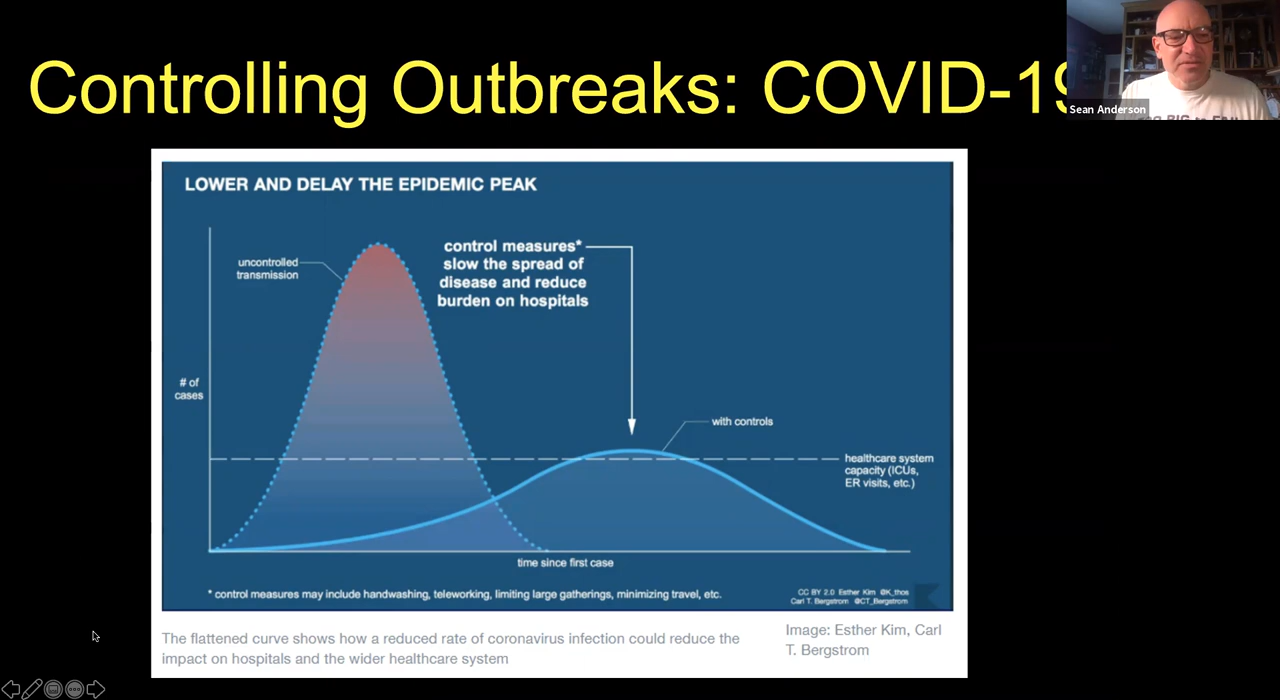 Controlling Outbreaks: COVID-19
Sean Anderson
LOWER AND DELAY THE EPIDEMIC PEAK
uncontrolled
transmission
control measures*
slow the spread of
disease and reduce
burden on hospitals
# of
cases
with controls
healthcare system
capacity (ICUs,
ER visits, etc.)
time since first case
* control measures may include handwashing, teleworking, limiting large gatherings, minimizing travel, etc.
CC BY 2.0 Esther Kim @K_thos
Carl T. Bergstrom @CT_Bergstrom
The flattened curve shows how a reduced rate of coronavirus infection could reduce the
impact on hospitals and the wider healthcare system
Image: Esther Kim, Carl
T. Bergstrom